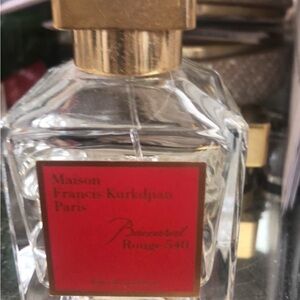 Maison
Francis Kurkdjian
Paris
Baccarat
Rouge 540